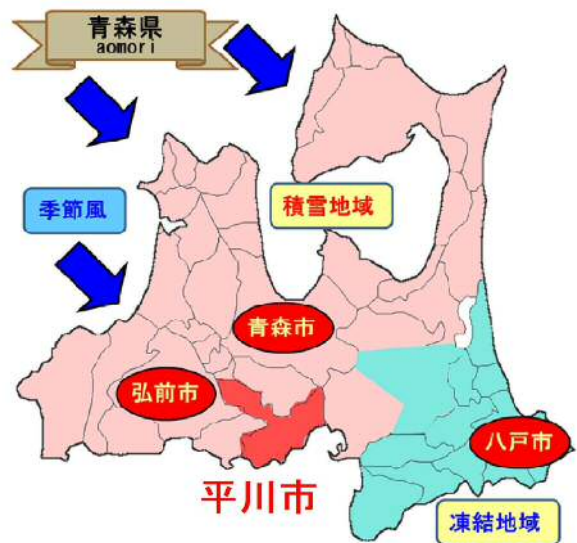 青森県
aomori
季節風
積雪地域
青森市
弘前市
八戸市
平川市
凍結地域